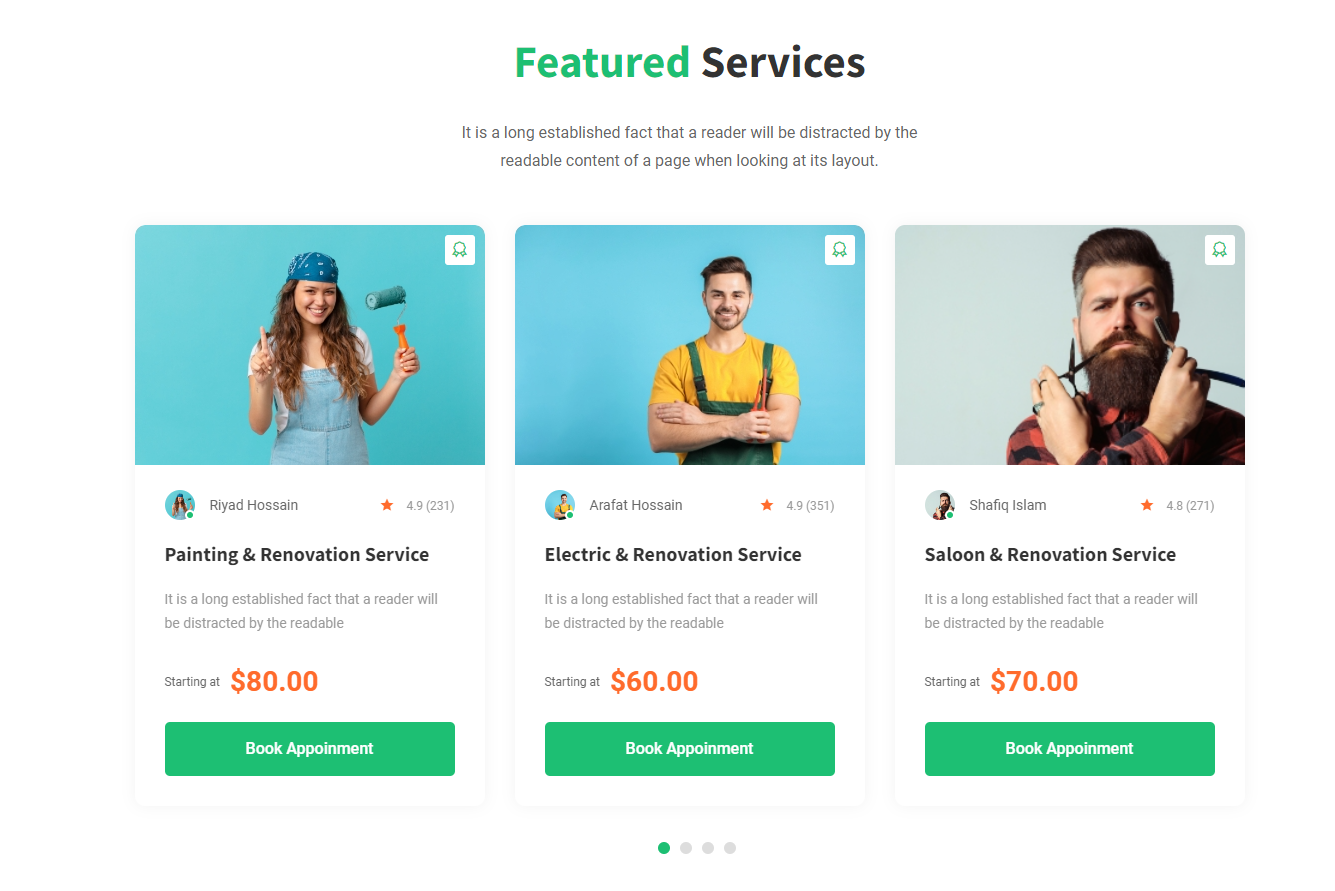 Featured Services
It is a long established fact that a reader will be distracted by the
readable content of a page when looking at its layout.
Riyad Hossain
4.9 (231)
Painting & Renovation Service
It is a long established fact that a reader will
be distracted by the readable
Starting at $80.00
Book Appoinment
Arafat Hossain
4.9 (351)
Electric & Renovation Service
It is a long established fact that a reader will
be distracted by the readable
Starting at $60.00
Book Appoinment
Shafiq Islam
4.8 (271)
Saloon & Renovation Service
It is a long established fact that a reader will
be distracted by the readable
Starting at $70.00
Book Appoinment